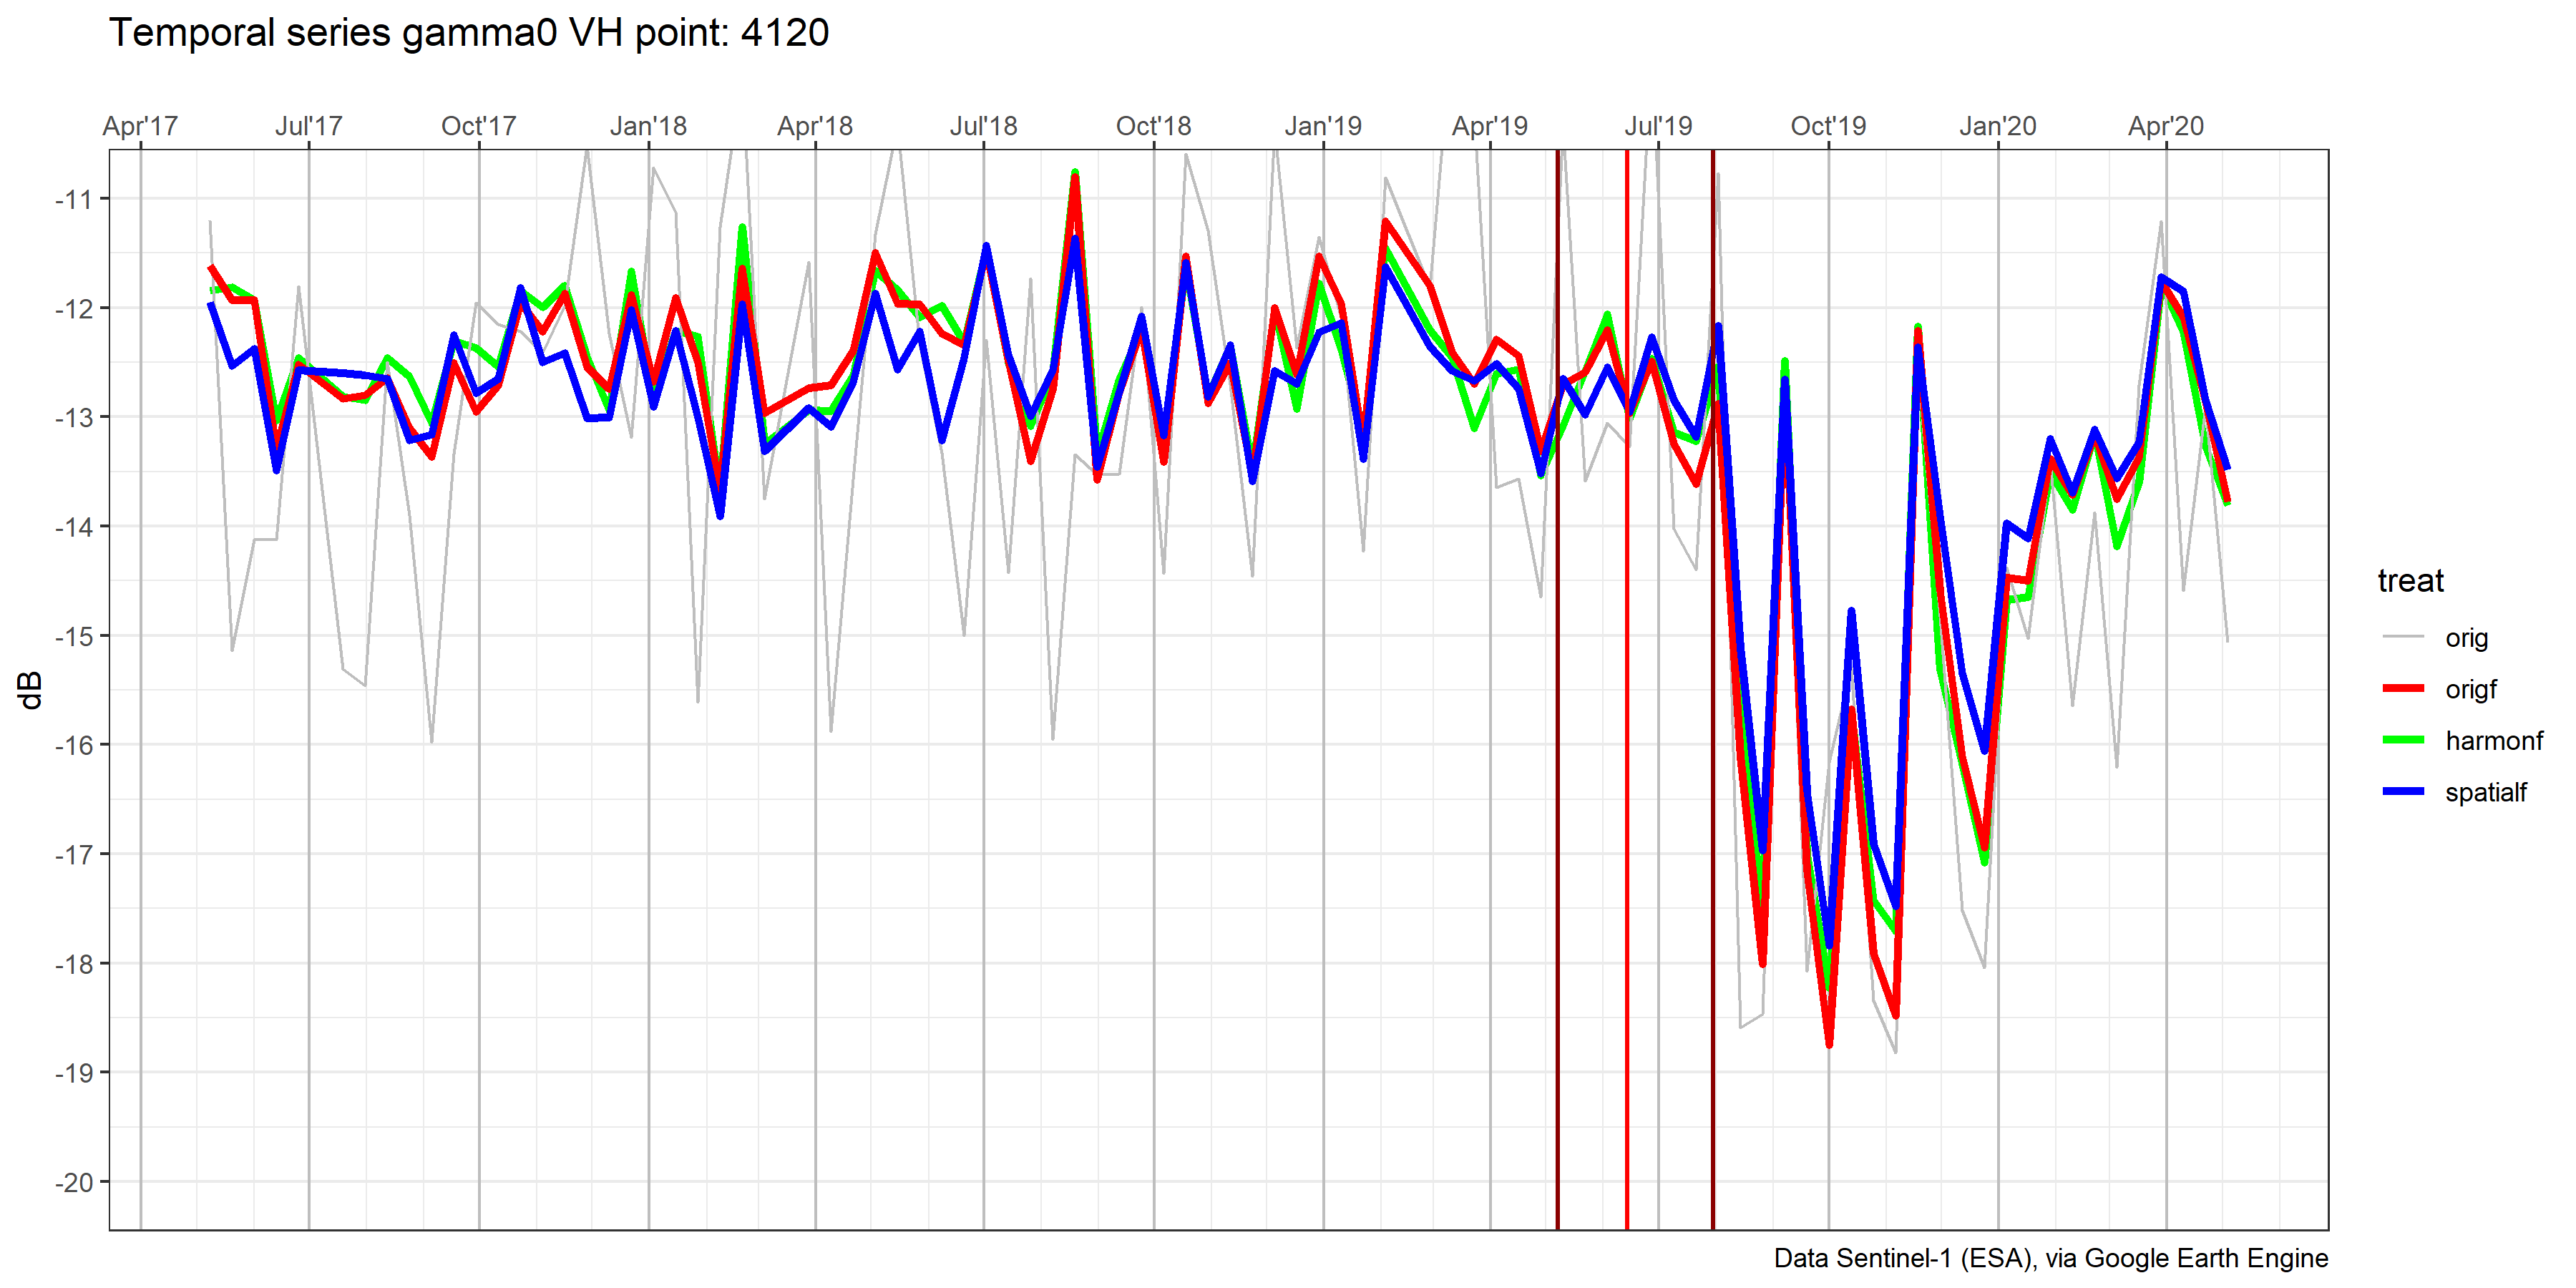 Temporal series gamma0 VH point: 4120
Apr'17 Jul'17 Oct'17 Jan'18 Apr'18 Jul'18 Oct'18 Jan'19 Apr'19 Jul'19 Oct'19 Jan'20 Apr'20
-11
-12
-13
-14
-15
-16
-17
-18
-19
-20
dB
treat
orig
origf
harmonf
spatialf
Data Sentinel-1 (ESA), via Google Earth Engine